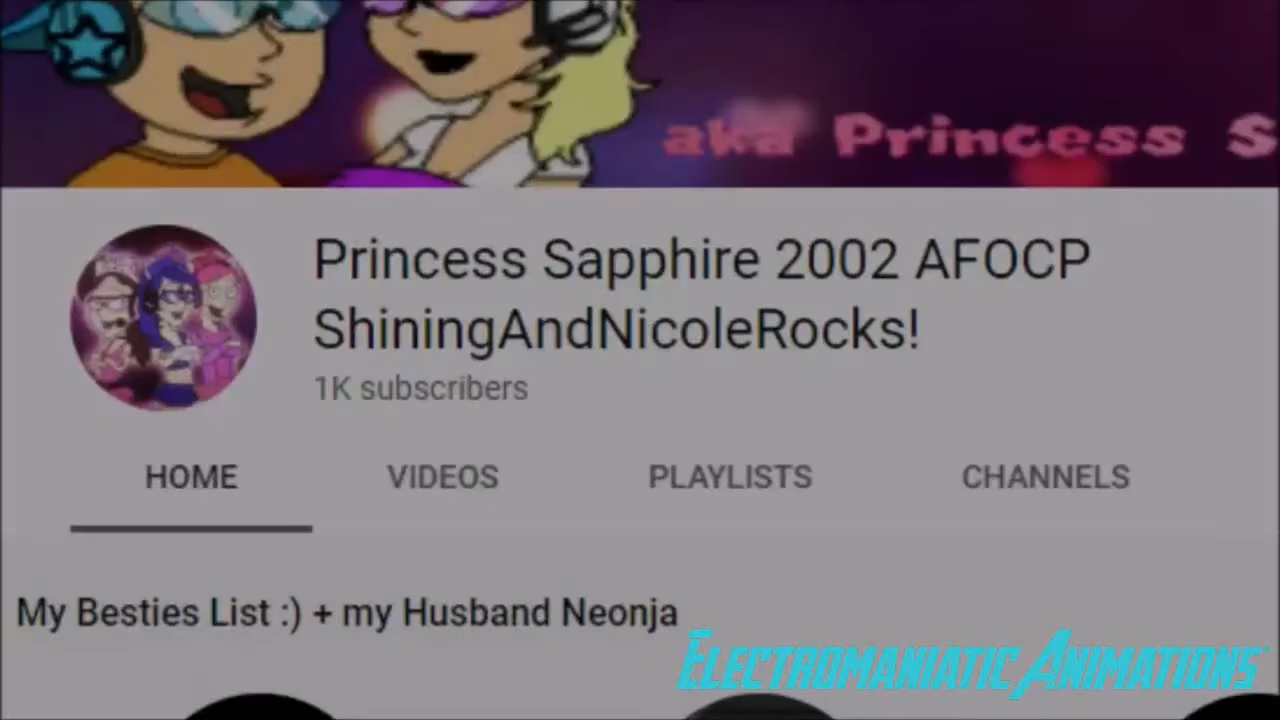 aka Princess S
Princess Sapphire 2002 AFOCP
ShiningAndNicoleRocks!
1K subscribers
HOME
VIDEOS
PLAYLISTS
CHANNELS
My Besties List :) + my Husband Neonja
ELECTROMANIATIC ANIMATIONS